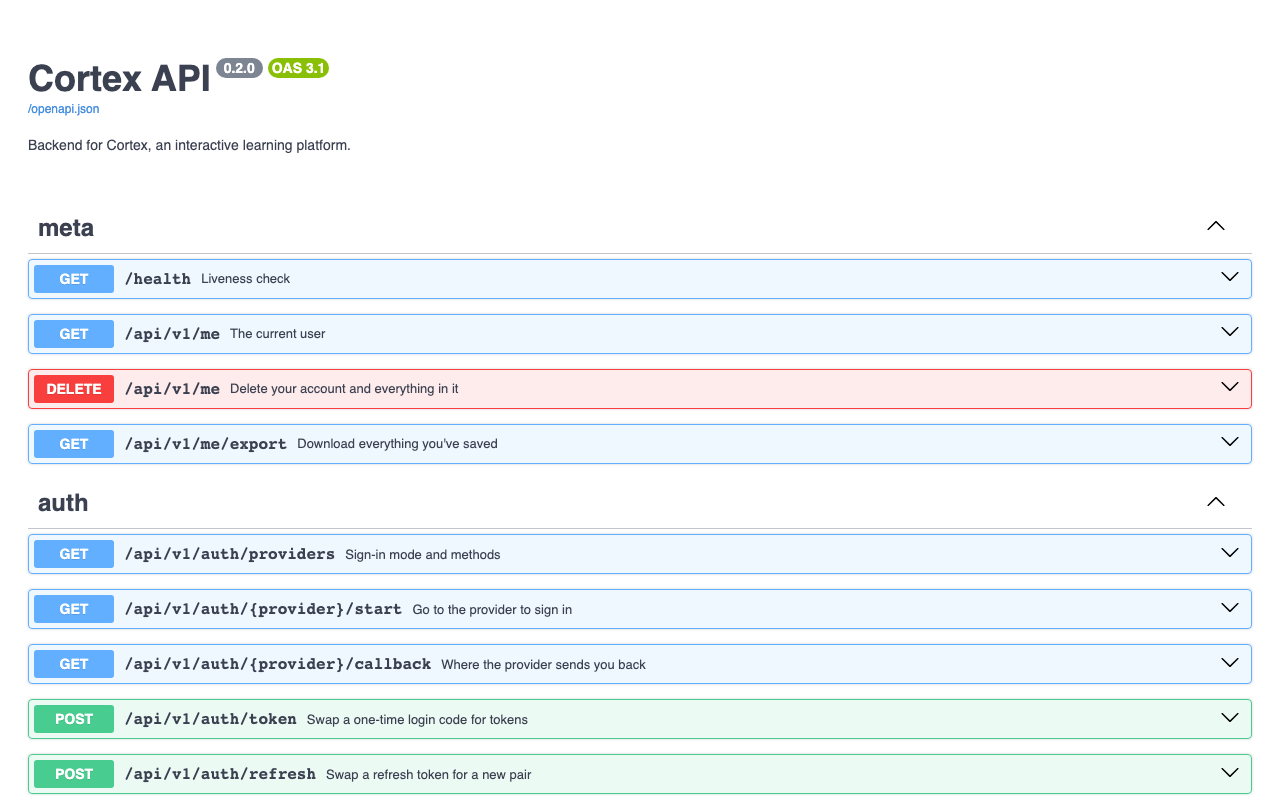 Cortex API 0.2.0 OAS 3.1
/openapi.json
Backend for Cortex, an interactive learning platform.
meta
GET /health Liveness check
GET /api/v1/me The current user
DELETE /api/v1/me Delete your account and everything in it
GET /api/v1/me/export Download everything you've saved
auth
GET /api/v1/auth/providers Sign-in mode and methods
GET /api/v1/auth/{provider}/start Go to the provider to sign in
GET /api/v1/auth/{provider}/callback Where the provider sends you back
POST /api/v1/auth/token Swap a one-time login code for tokens
POST /api/v1/auth/refresh Swap a refresh token for a new pair